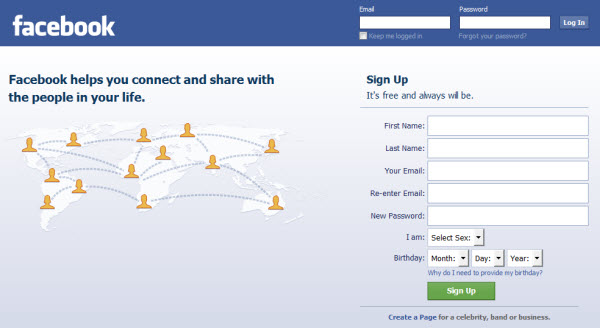 facebook
Email Password
Log In
Keep me logged in Forgot your password?
Facebook helps you connect and share with
the people in your life.
Sign Up
It's free and always will be.
First Name:
Last Name:
Your Email:
Re-enter Email:
New Password:
I am: Select Sex:
Birthday: Month: Day: Year:
Why do I need to provide my birthday?
Sign Up
Create a Page for a celebrity, band or business.